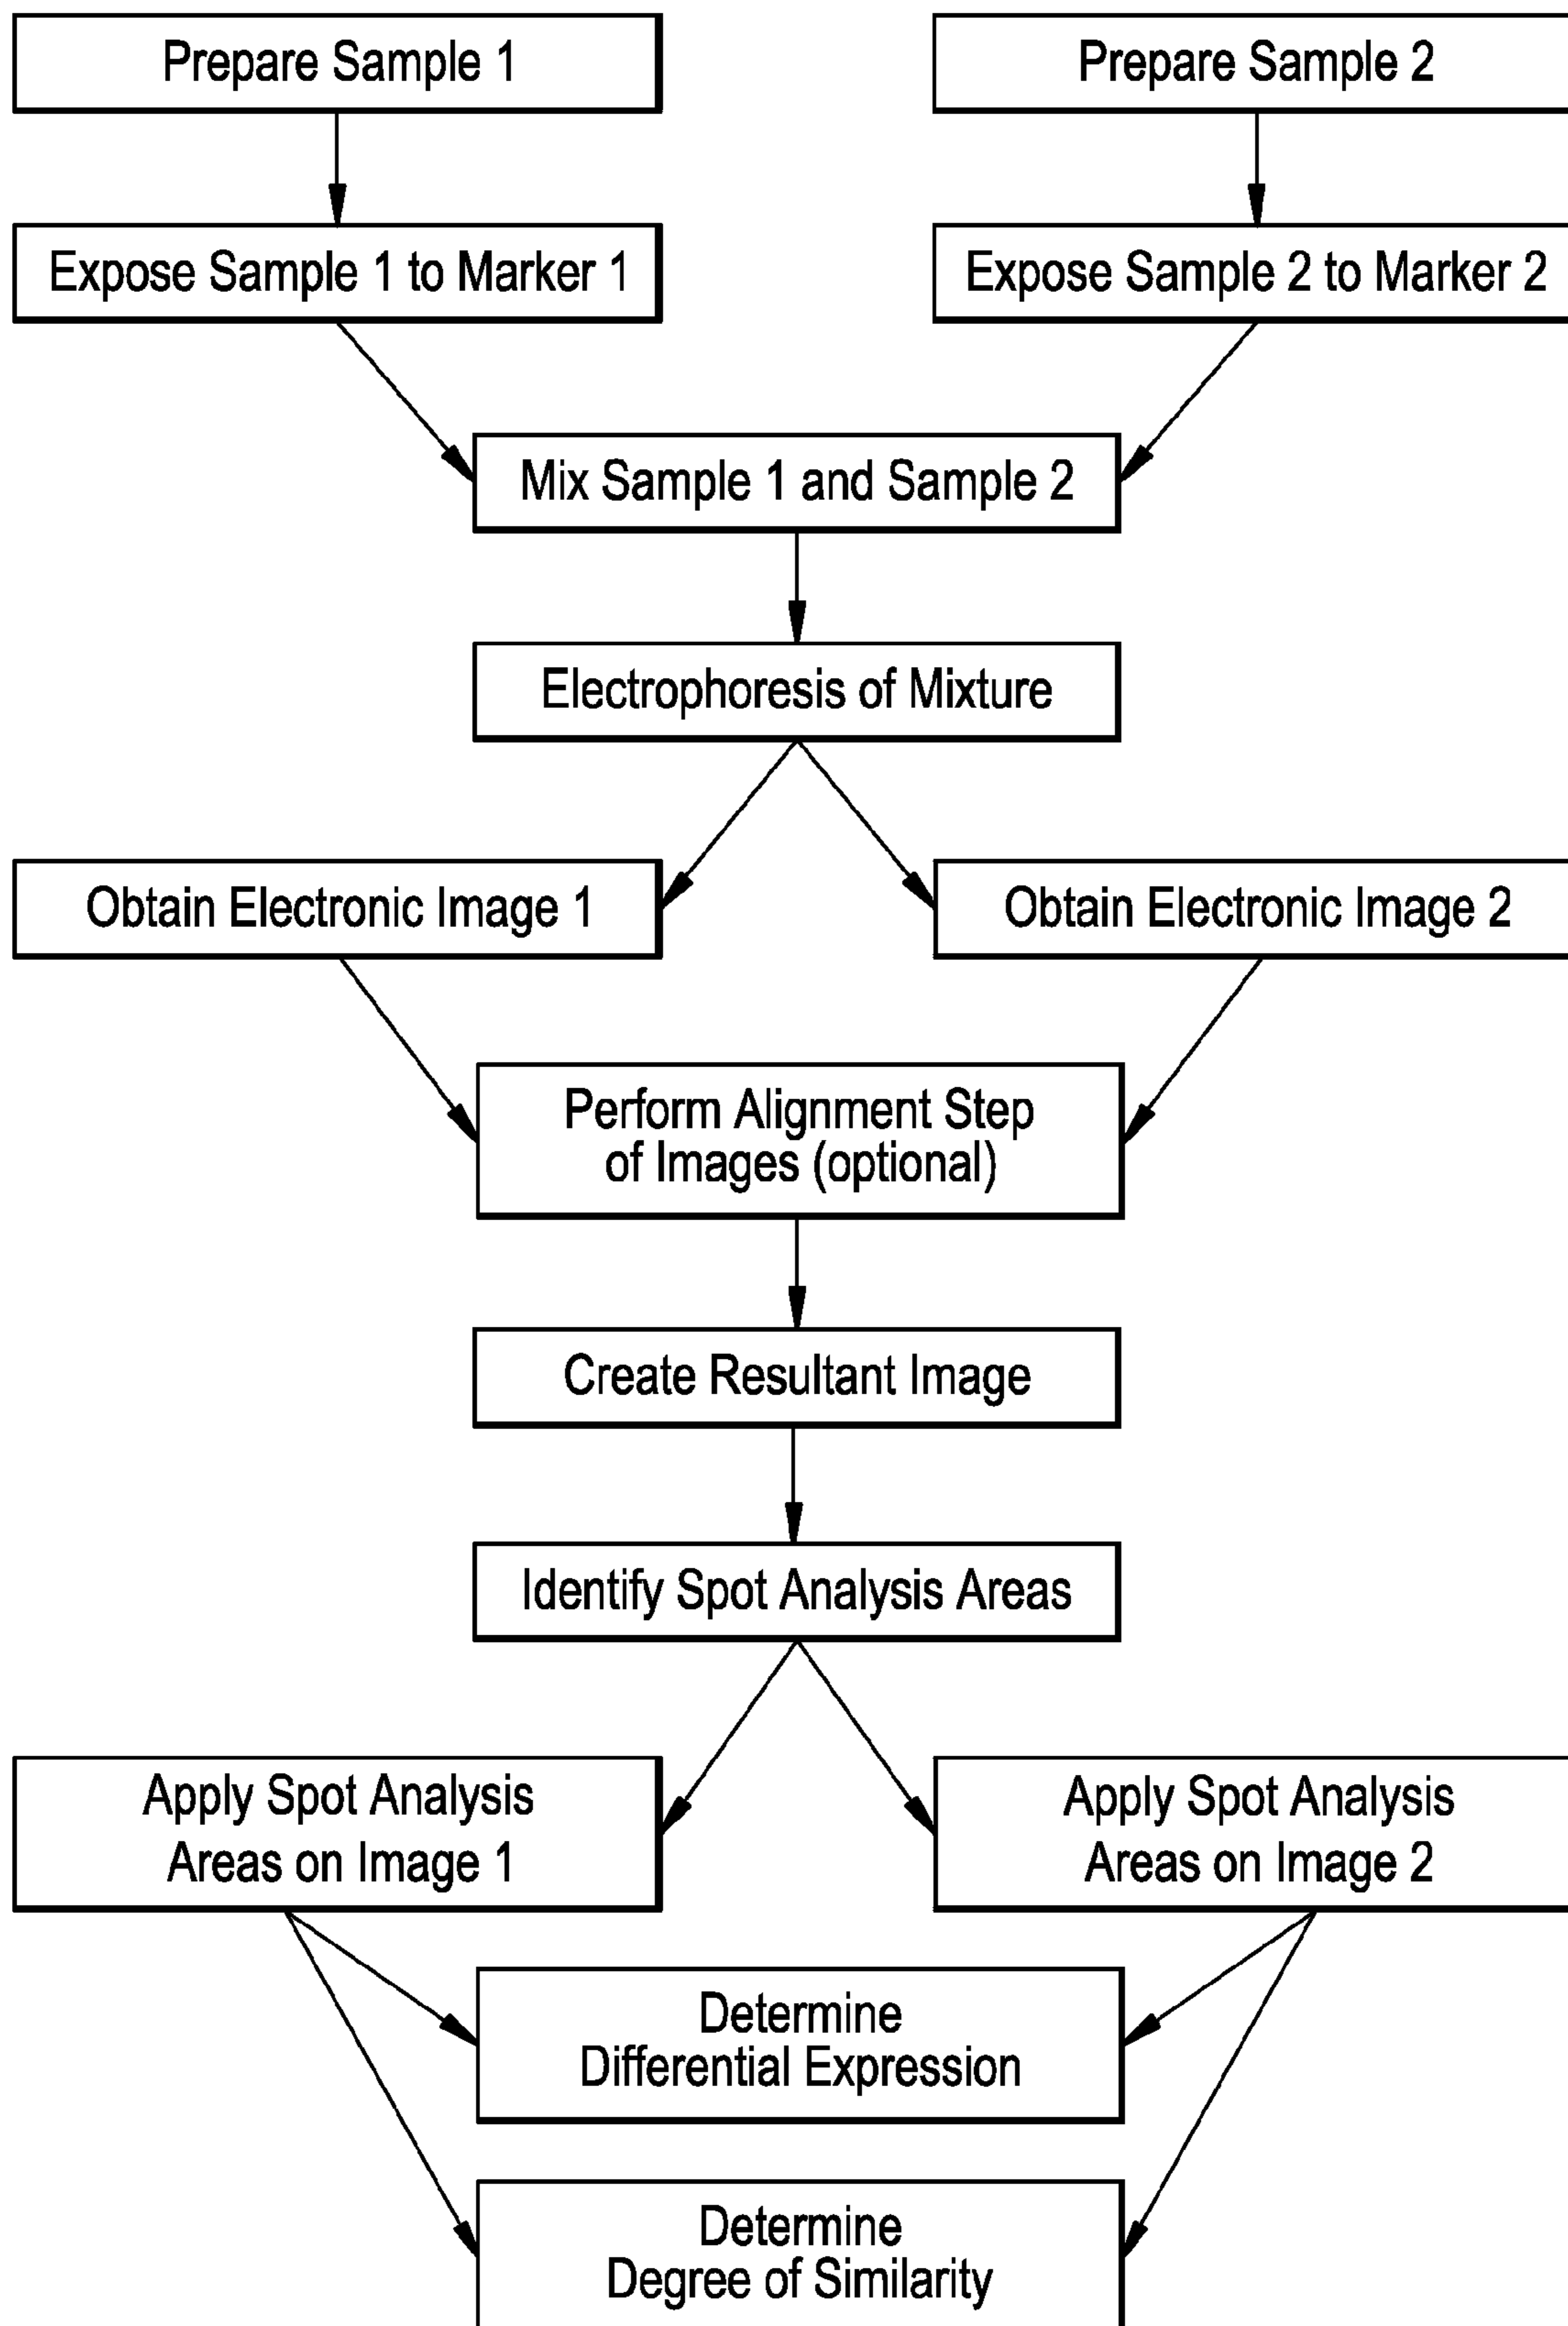 Prepare Sample 1
Prepare Sample 2
Expose Sample 1 to Marker 1
Expose Sample 2 to Marker 2
Mix Sample 1 and Sample 2
Electrophoresis of Mixture
Obtain Electronic Image 1
Obtain Electronic Image 2
Perform Alignment Step
of Images (optional)
Create Resultant Image
Identify Spot Analysis Areas
Apply Spot Analysis
Areas on Image 1
Apply Spot Analysis
Areas on Image 2
Determine
Differential Expression
Determine
Degree of Similarity